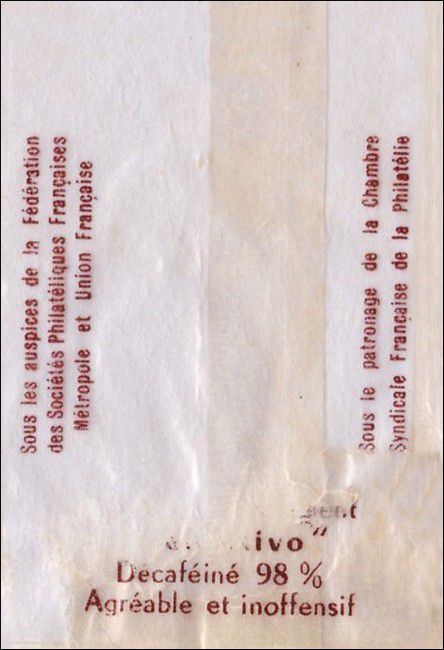 Sous les auspices de la Fédération
des Sociétés Philatéliques Françaises
Métropole et Union Française
Sous le patronage de la Chambre
Syndicale Française de la Philatélie
Décaféiné 98 %
Agréable et inoffensif